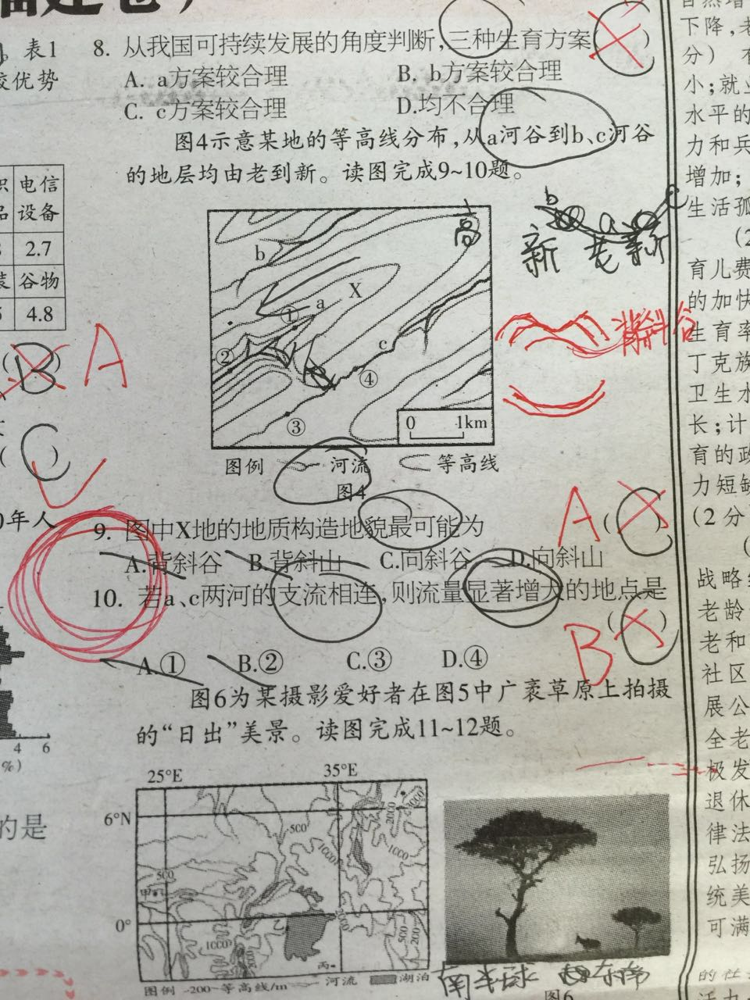 表1
较优势
电信
设备
2.7
谷物
4.8
B
A
C
年人
4 6
%)
的是
8. 从我国可持续发展的角度判断,三种生育方案( )
A. a方案较合理 B. b方案较合理
C. c方案较合理 D.均不合理
图4示意某地的等高线分布,从a河谷到b、c河谷
的地层均由老到新。读图完成9~10题。
b
高
a
X
①
②
c
④
③
0 1km
图例 河流 等高线
图4
b a c
新 老 新
背斜谷
9. 图中X地的地质构造地貌最可能为
A ( )
A.背斜谷 B.背斜山 C.向斜谷 D.向斜山
10. 若a、c两河的支流相连,则流量显著增大的地点是
B ( )
A.① B.② C.③ D.④
图6为某摄影爱好者在图5中广袤草原上拍摄
的“日出”美景。读图完成11~12题。
25°E 35°E
6°N
0°
500
1000
200
甲
乙
丙
图例 -200-等高线/m 河流 湖泊
南半球
图6
下降,老
分)
小;就业
水平的
力和兵
增加;
生活孤
(2
育儿费
的加快
生育率
丁克族
卫生水
长;计
育的政
力短缺
(2分
战略
老龄
老和
社区
展公
全老
极发
退休
律法
弘扬
统美
可满
的社